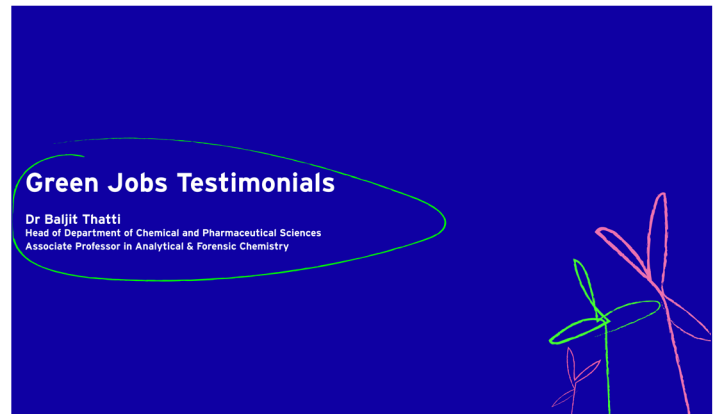 Green Jobs Testimonials
Dr Baljit Thatti
Head of Department of Chemical and Pharmaceutical Sciences
Associate Professor in Analytical & Forensic Chemistry